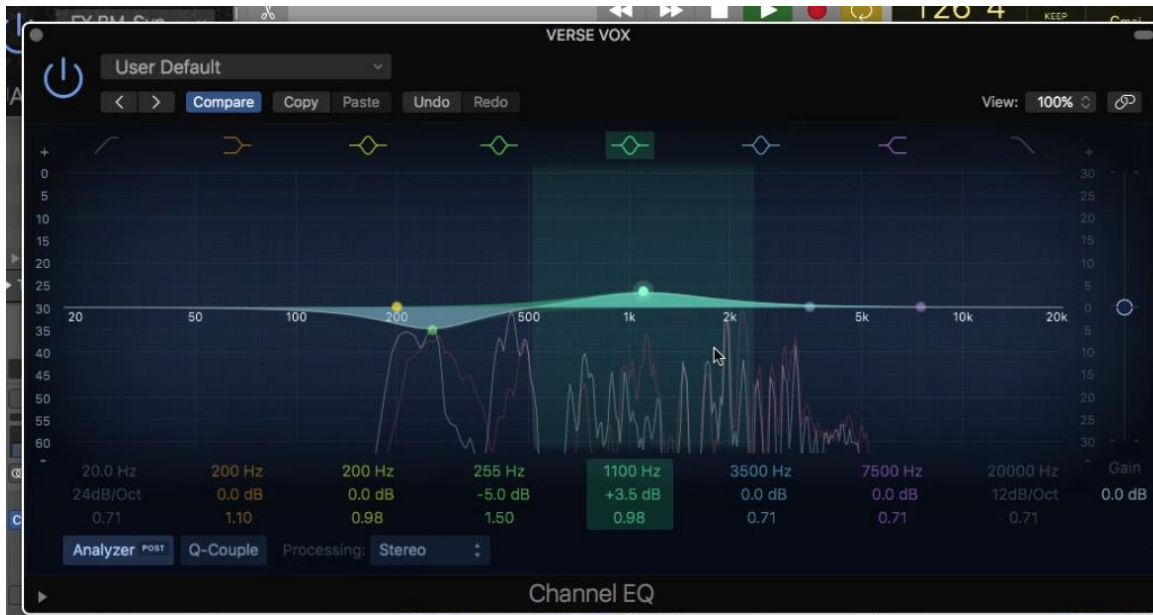 126 4
KEEP
VERSE VOX
User Default
Compare Copy Paste Undo Redo
View: 100%
+ +
0 30
5 25
10 20
15 15
20 10
25 5
30 20 50 100 200 500 1k 2k 5k 10k 20k 0
35 5
40 10
45 15
50 20
55 25
60 30
- -
20.0 Hz 200 Hz 200 Hz 255 Hz 1100 Hz 3500 Hz 7500 Hz 20000 Hz Gain
24dB/Oct 0.0 dB 0.0 dB -5.0 dB +3.5 dB 0.0 dB 0.0 dB 12dB/Oct 0.0 dB
0.71 1.10 0.98 1.50 0.98 0.71 0.71 0.71
Analyzer POST Q-Couple Processing: Stereo
Channel EQ